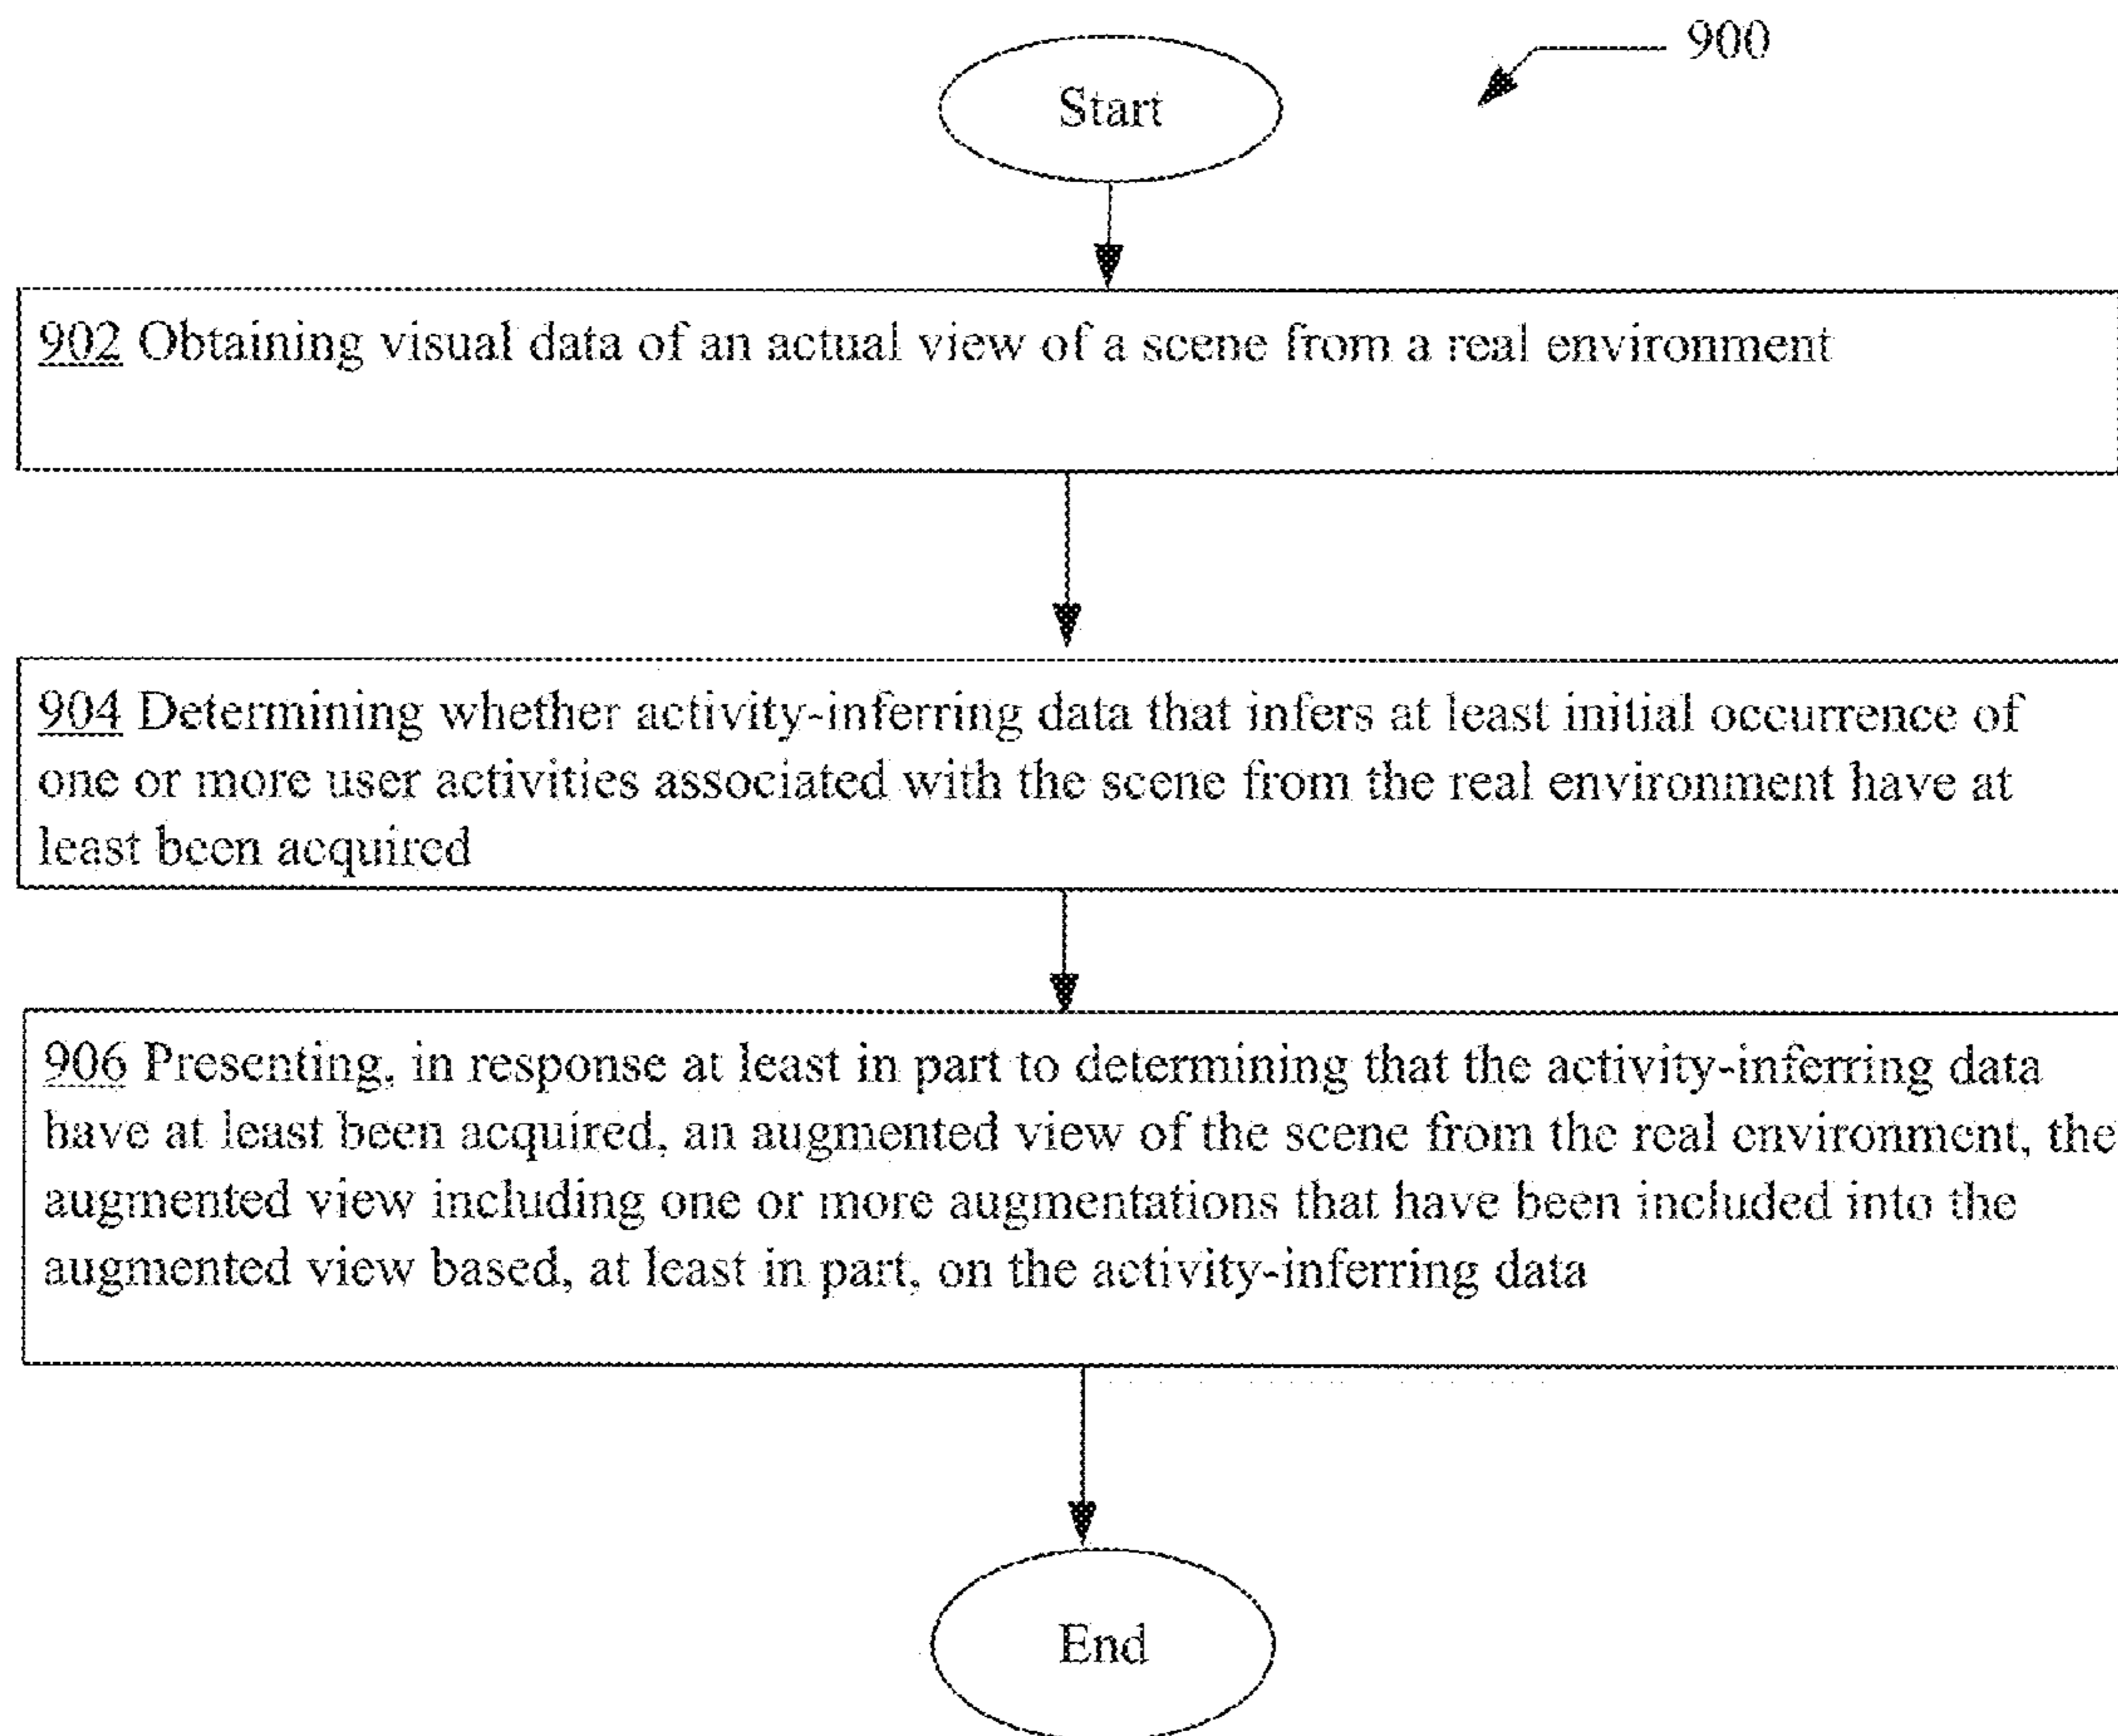 900
Start
902 Obtaining visual data of an actual view of a scene from a real environment
904 Determining whether activity-inferring data that infers at least initial occurrence of
one or more user activities associated with the scene from the real environment have at
least been acquired
906 Presenting, in response at least in part to determining that the activity-inferring data
have at least been acquired, an augmented view of the scene from the real environment, the
augmented view including one or more augmentations that have been included into the
augmented view based, at least in part, on the activity-inferring data
End